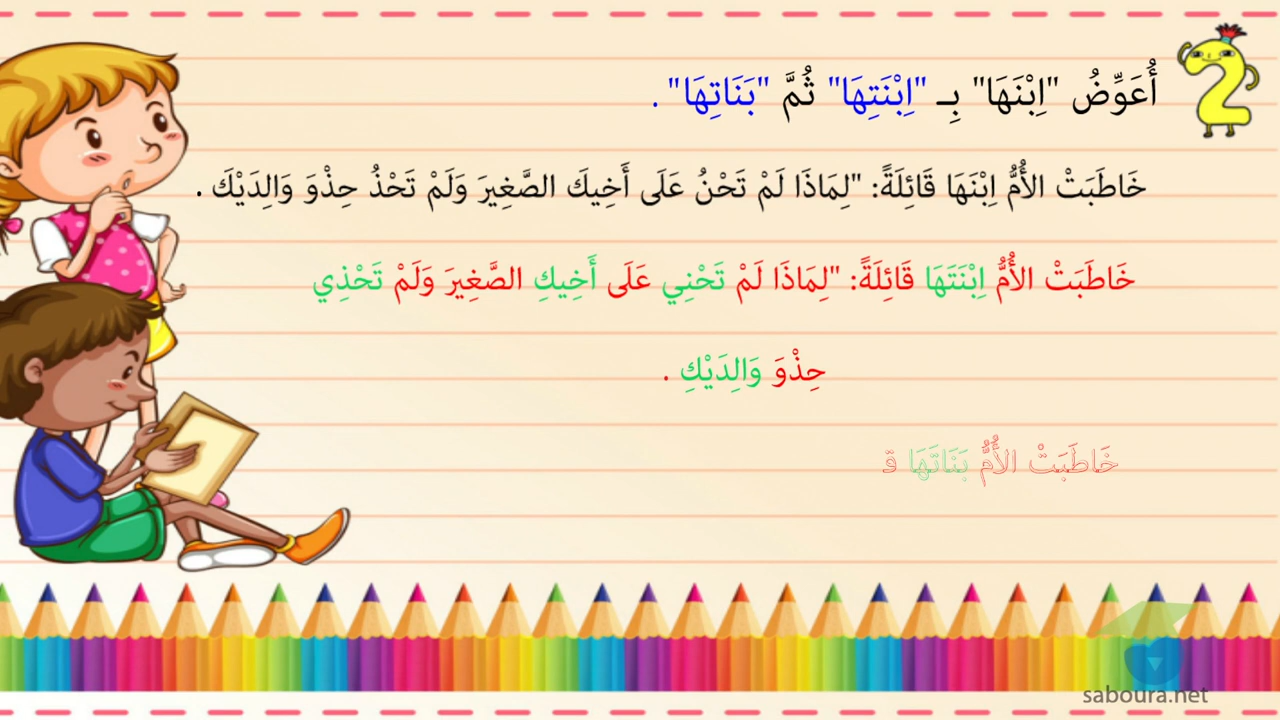 أُعَوِّضُ "اِبْنَهَا" بِـ "اِبْنَتِهَا" ثُمَّ "بَنَاتِهَا" .
خَاطَبَتْ الأُمُّ اِبْنَهَا قَائِلَةً: "لِمَاذَا لَمْ تَحْنُ عَلَى أَخِيكَ الصَّغِيرَ وَلَمْ تَحْذُ حِذْوَ وَالِدَيْكَ .
خَاطَبَتْ الأُمُّ اِبْنَتَهَا قَائِلَةً: "لِمَاذَا لَمْ تَحْنِي عَلَى أَخِيكِ الصَّغِيرَ وَلَمْ تَحْذِي
حِذْوَ وَالِدَيْكِ .
خَاطَبَتْ الأُمُّ بَنَاتَهَا قـ
saboura.net